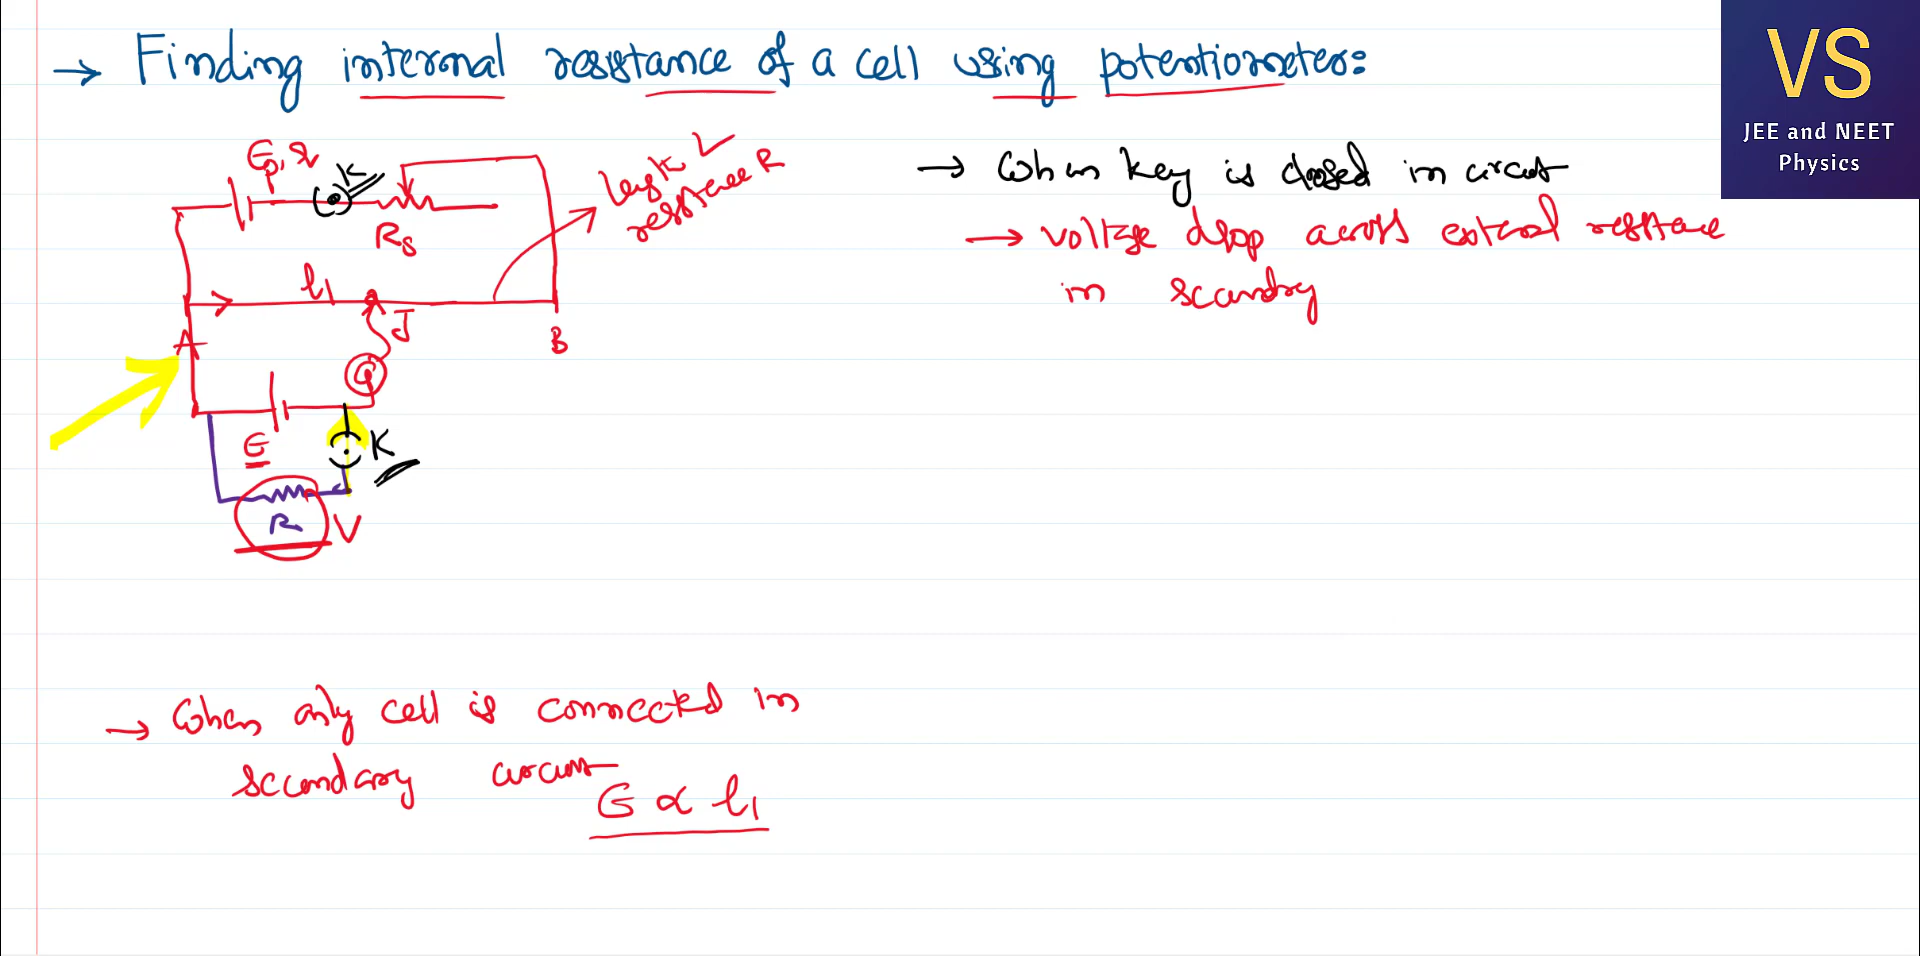 → Finding internal resistance of a cell using potentiometer:
VS
JEE and NEET
Physics
Ep, r
K
Rs
length L
resistance R
l1
J
A
B
G
E
K
R
V
→ When key is closed in circuit
→ voltage drop across external resistance
in secondary
→ When only cell is connected in
secondary circuit
E ∝ l1